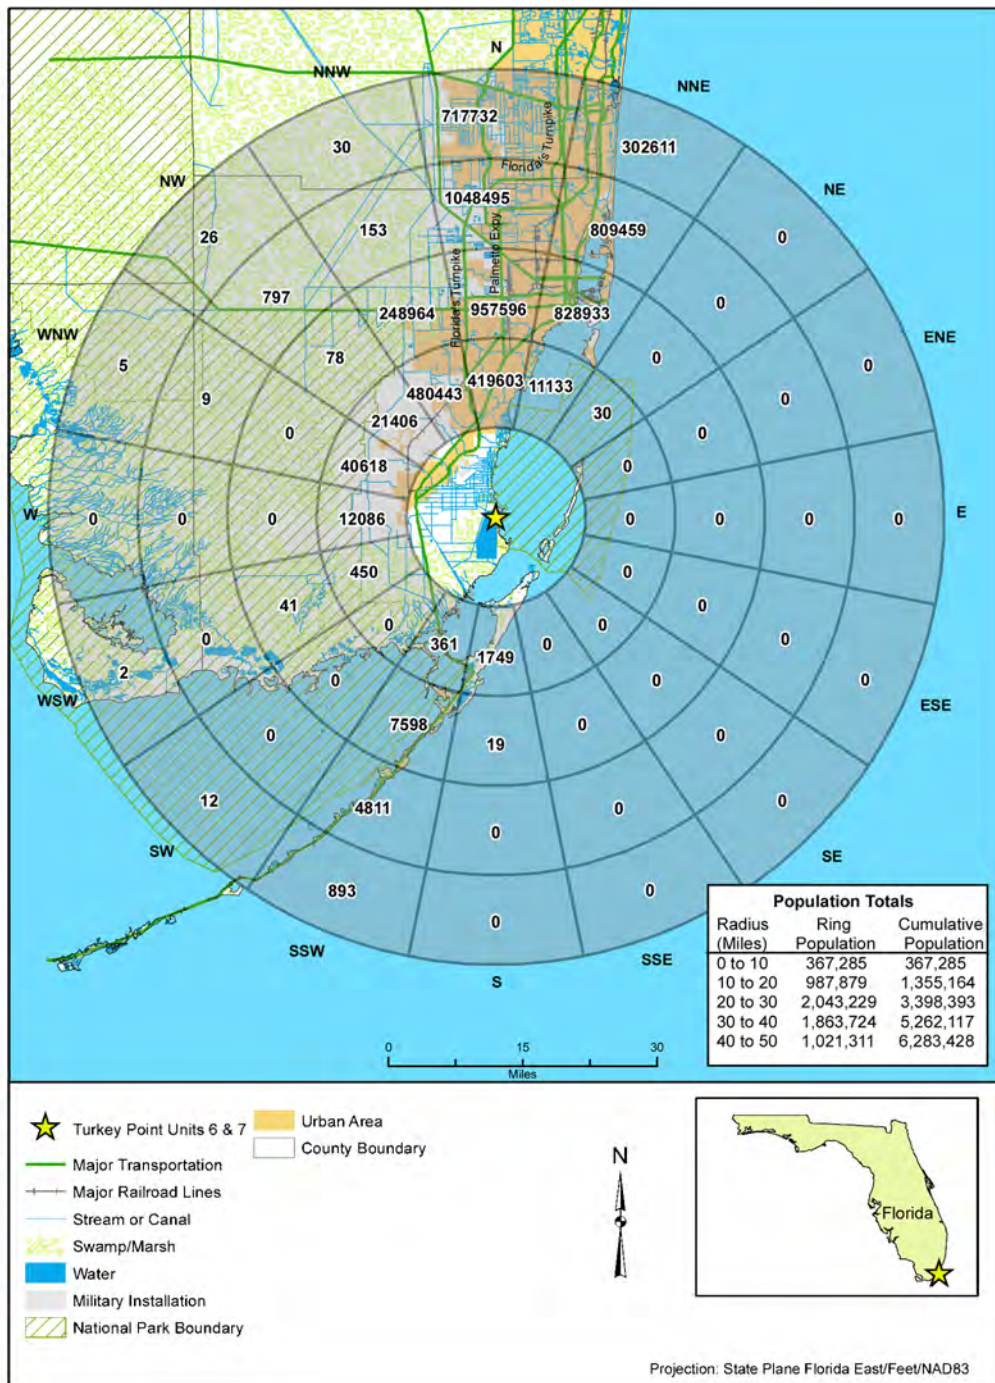 N
NNW
NNE
717732
30
302611
Florida's Turnpike
NW
NE
1048495
153
809459
26
0
Palmetto Expy
797
0
Florida's Turnpike
248964
957596
828933
WNW
ENE
5
78
0
0
419603
11133
480443
9
30
0
21406
0
0
40618
0
W
0
0
0
12086
0
0
0
0
E
450
0
41
0
0
0
0
0
361
1749
0
2
0
0
0
WSW
ESE
7598
0
0
0
19
12
4811
0
0
0
SW
SE
893
0
0
SSW
SSE
S
Population Totals
Radius (Miles) Ring Population Cumulative Population
0 to 10 367,285 367,285
10 to 20 987,879 1,355,164
20 to 30 2,043,229 3,398,393
30 to 40 1,863,724 5,262,117
40 to 50 1,021,311 6,283,428
0 15 30
Miles
Turkey Point Units 6 & 7
Major Transportation
Major Railroad Lines
Stream or Canal
Swamp/Marsh
Water
Military Installation
National Park Boundary
Urban Area
County Boundary
N
Florida
Projection: State Plane Florida East/Feet/NAD83